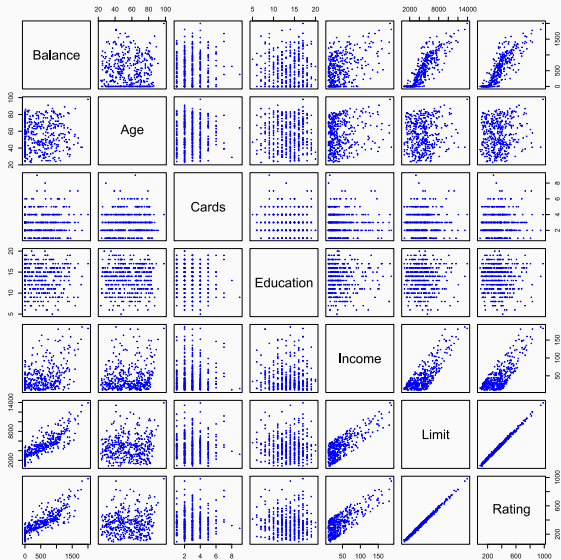 20 40 60 80 100
5 10 15 20
2000 8000 14000
Balance
0 500 1500
20 40 60 80 100
Age
Cards
2 4 6 8
5 10 15 20
Education
Income
50 100 150
2000 8000 14000
Limit
Rating
200 600 1000
0 500 1500
2 4 6 8
50 100 150
200 600 1000